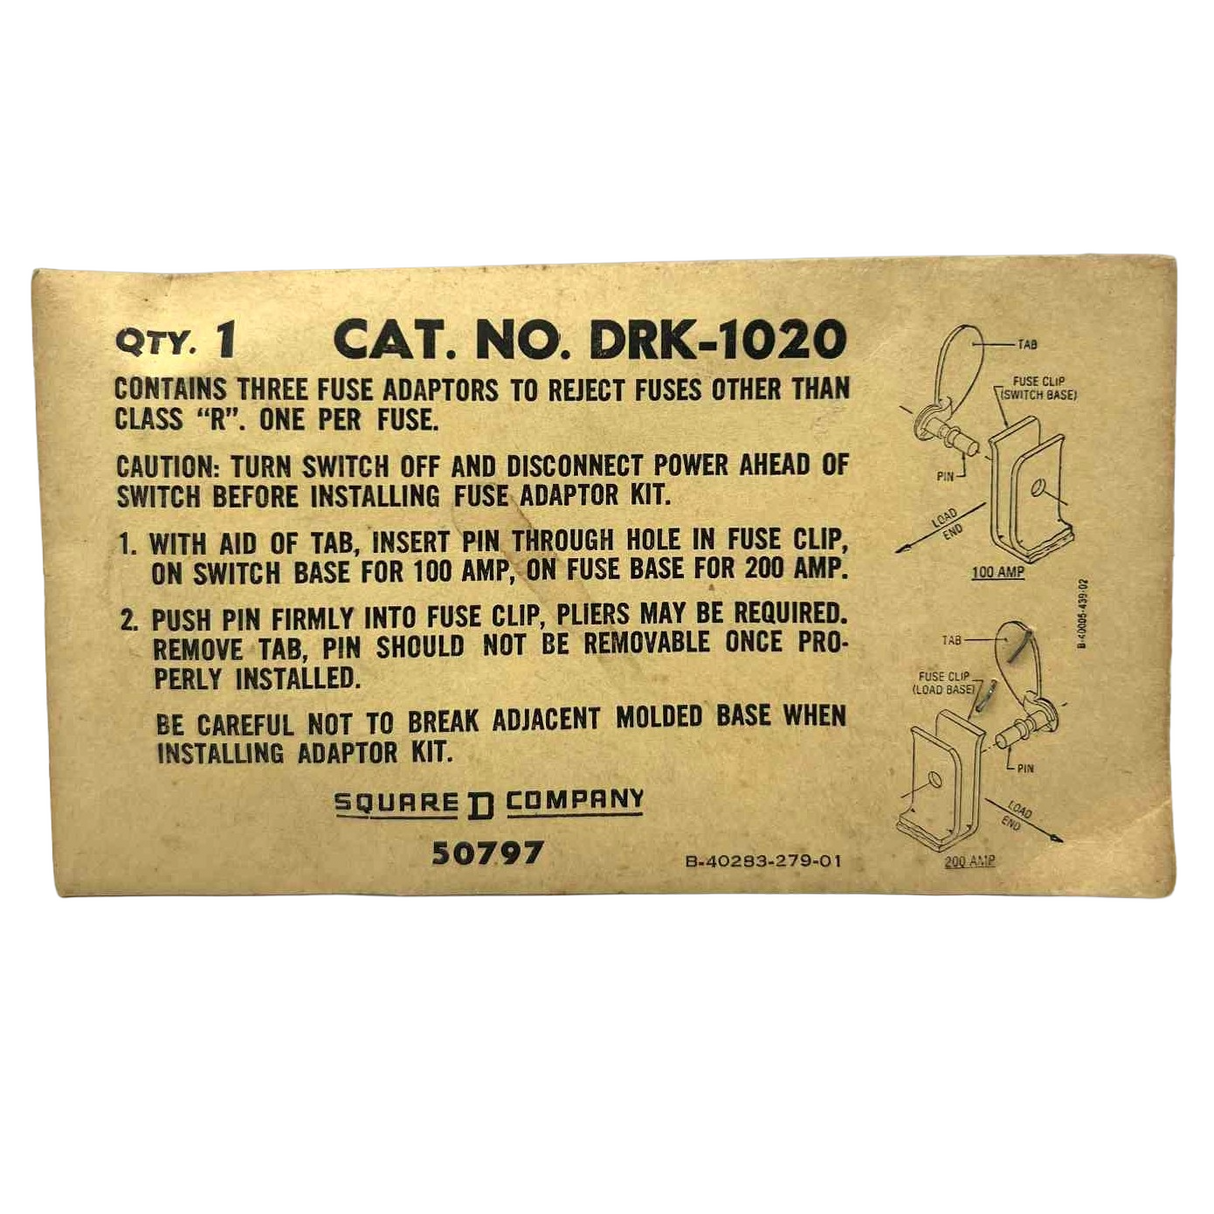 QTY. 1 CAT. NO. DRK-1020
CONTAINS THREE FUSE ADAPTORS TO REJECT FUSES OTHER THAN
CLASS "R". ONE PER FUSE.
CAUTION: TURN SWITCH OFF AND DISCONNECT POWER AHEAD OF
SWITCH BEFORE INSTALLING FUSE ADAPTOR KIT.
1. WITH AID OF TAB, INSERT PIN THROUGH HOLE IN FUSE CLIP,
ON SWITCH BASE FOR 100 AMP, ON FUSE BASE FOR 200 AMP.
2. PUSH PIN FIRMLY INTO FUSE CLIP, PLIERS MAY BE REQUIRED.
REMOVE TAB, PIN SHOULD NOT BE REMOVABLE ONCE PRO-
PERLY INSTALLED.
BE CAREFUL NOT TO BREAK ADJACENT MOLDED BASE WHEN
INSTALLING ADAPTOR KIT.
SQUARE D COMPANY
50797
B-40283-279-01
TAB
FUSE CLIP
(SWITCH BASE)
PIN
LOAD
END
100 AMP
B-40005-439-02
TAB
FUSE CLIP
(LOAD BASE)
PIN
LOAD
END
200 AMP